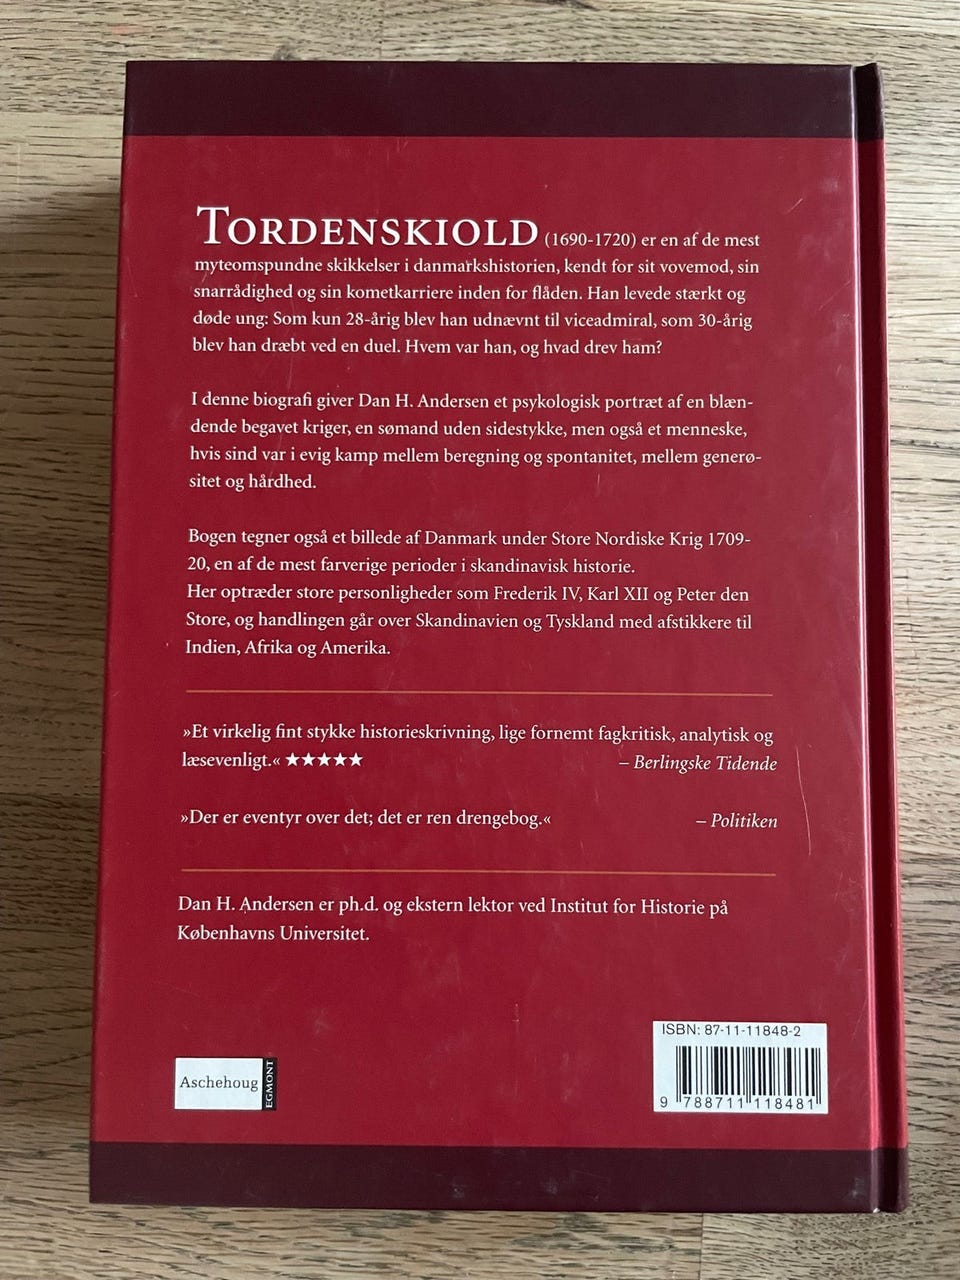 TORDENSKIOLD (1690-1720) er en af de mest
myteomspundne skikkelser i danmarkshistorien, kendt for sit vovemod, sin
snarrådighed og sin kometkarriere inden for flåden. Han levede stærkt og
døde ung: Som kun 28-årig blev han udnævnt til viceadmiral, som 30-årig
blev han dræbt ved en duel. Hvem var han, og hvad drev ham?
I denne biografi giver Dan H. Andersen et psykologisk portræt af en blæn-
dende begavet kriger, en sømand uden sidestykke, men også et menneske,
hvis sind var i evig kamp mellem beregning og spontanitet, mellem generø-
sitet og hårdhed.
Bogen tegner også et billede af Danmark under Store Nordiske Krig 1709-
20, en af de mest farverige perioder i skandinavisk historie.
Her optræder store personligheder som Frederik IV, Karl XII og Peter den
Store, og handlingen går over Skandinavien og Tyskland med afstikkere til
Indien, Afrika og Amerika.
»Et virkelig fint stykke historieskrivning, lige fornemt fagkritisk, analytisk og
læsevenligt.« ★★★★★ – Berlingske Tidende
»Der er eventyr over det; det er ren drengebog.« – Politiken
Dan H. Andersen er ph.d. og ekstern lektor ved Institut for Historie på
Københavns Universitet.
ISBN: 87-11-11848-2
Aschehoug EGMONT
9 788711 118481